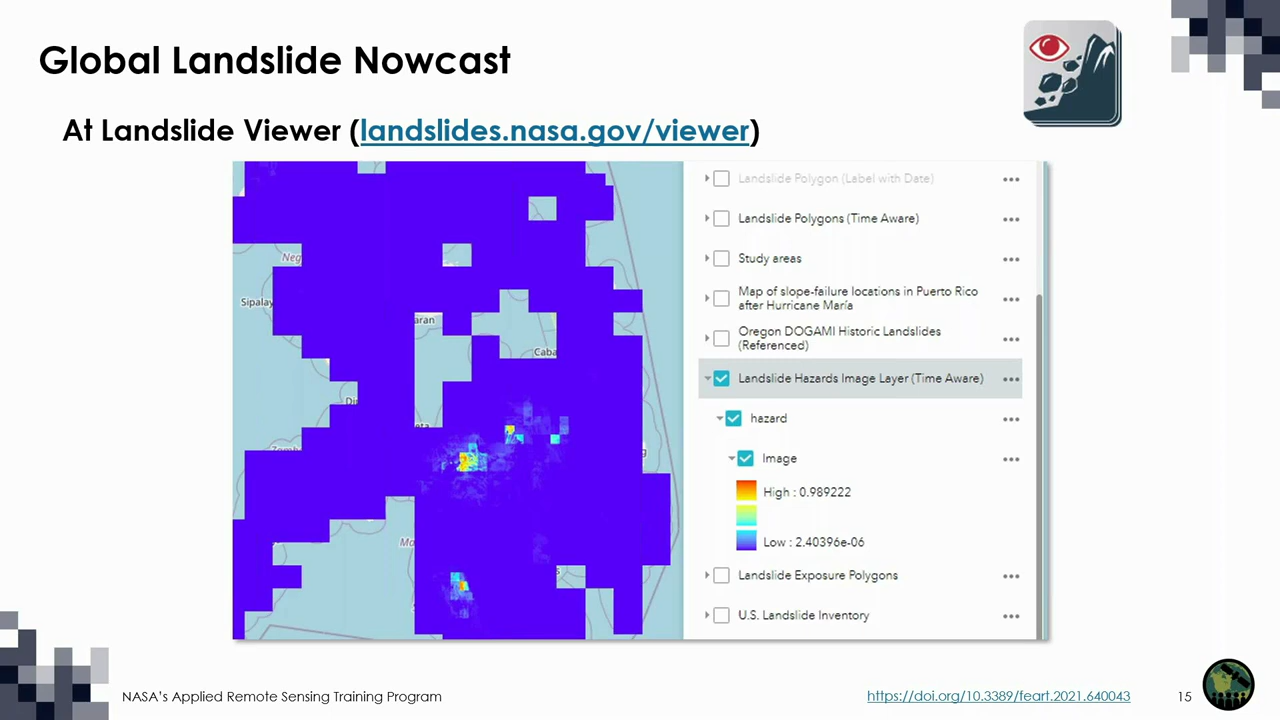 Global Landslide Nowcast
At Landslide Viewer (landslides.nasa.gov/viewer)
Sipalay
Caba
Landslide Polygon (Label with Date)
Landslide Polygons (Time Aware)
Study areas
Map of slope-failure locations in Puerto Rico
after Hurricane María
Oregon DOGAMI Historic Landslides
(Referenced)
Landslide Hazards Image Layer (Time Aware)
hazard
Image
High : 0.989222
Low : 2.40396e-06
Landslide Exposure Polygons
U.S. Landslide Inventory
NASA's Applied Remote Sensing Training Program
https://doi.org/10.3389/feart.2021.640043
15